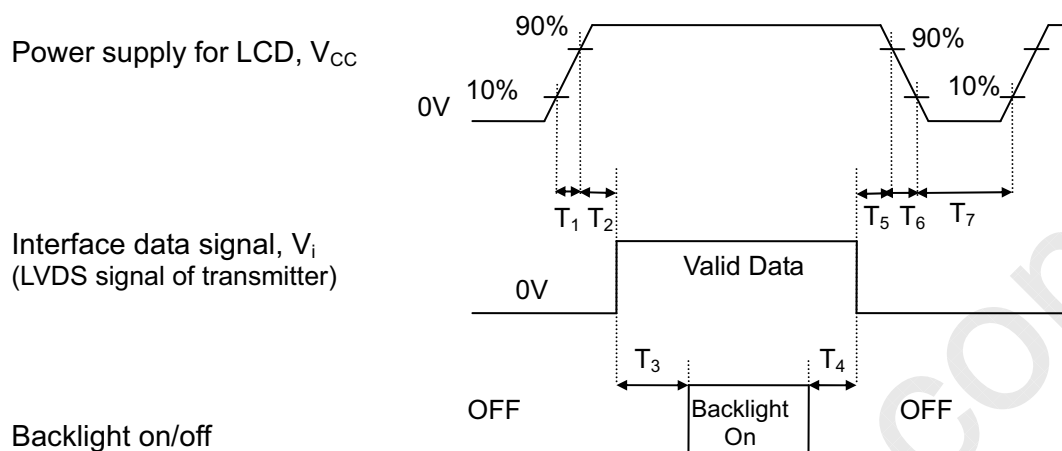 Power supply for LCD, VCC
90%
10%
0V
90%
10%
T1 T2
T5 T6 T7
Interface data signal, Vi
(LVDS signal of transmitter)
Valid Data
0V
T3
T4
OFF
Backlight
On
OFF
Backlight on/off